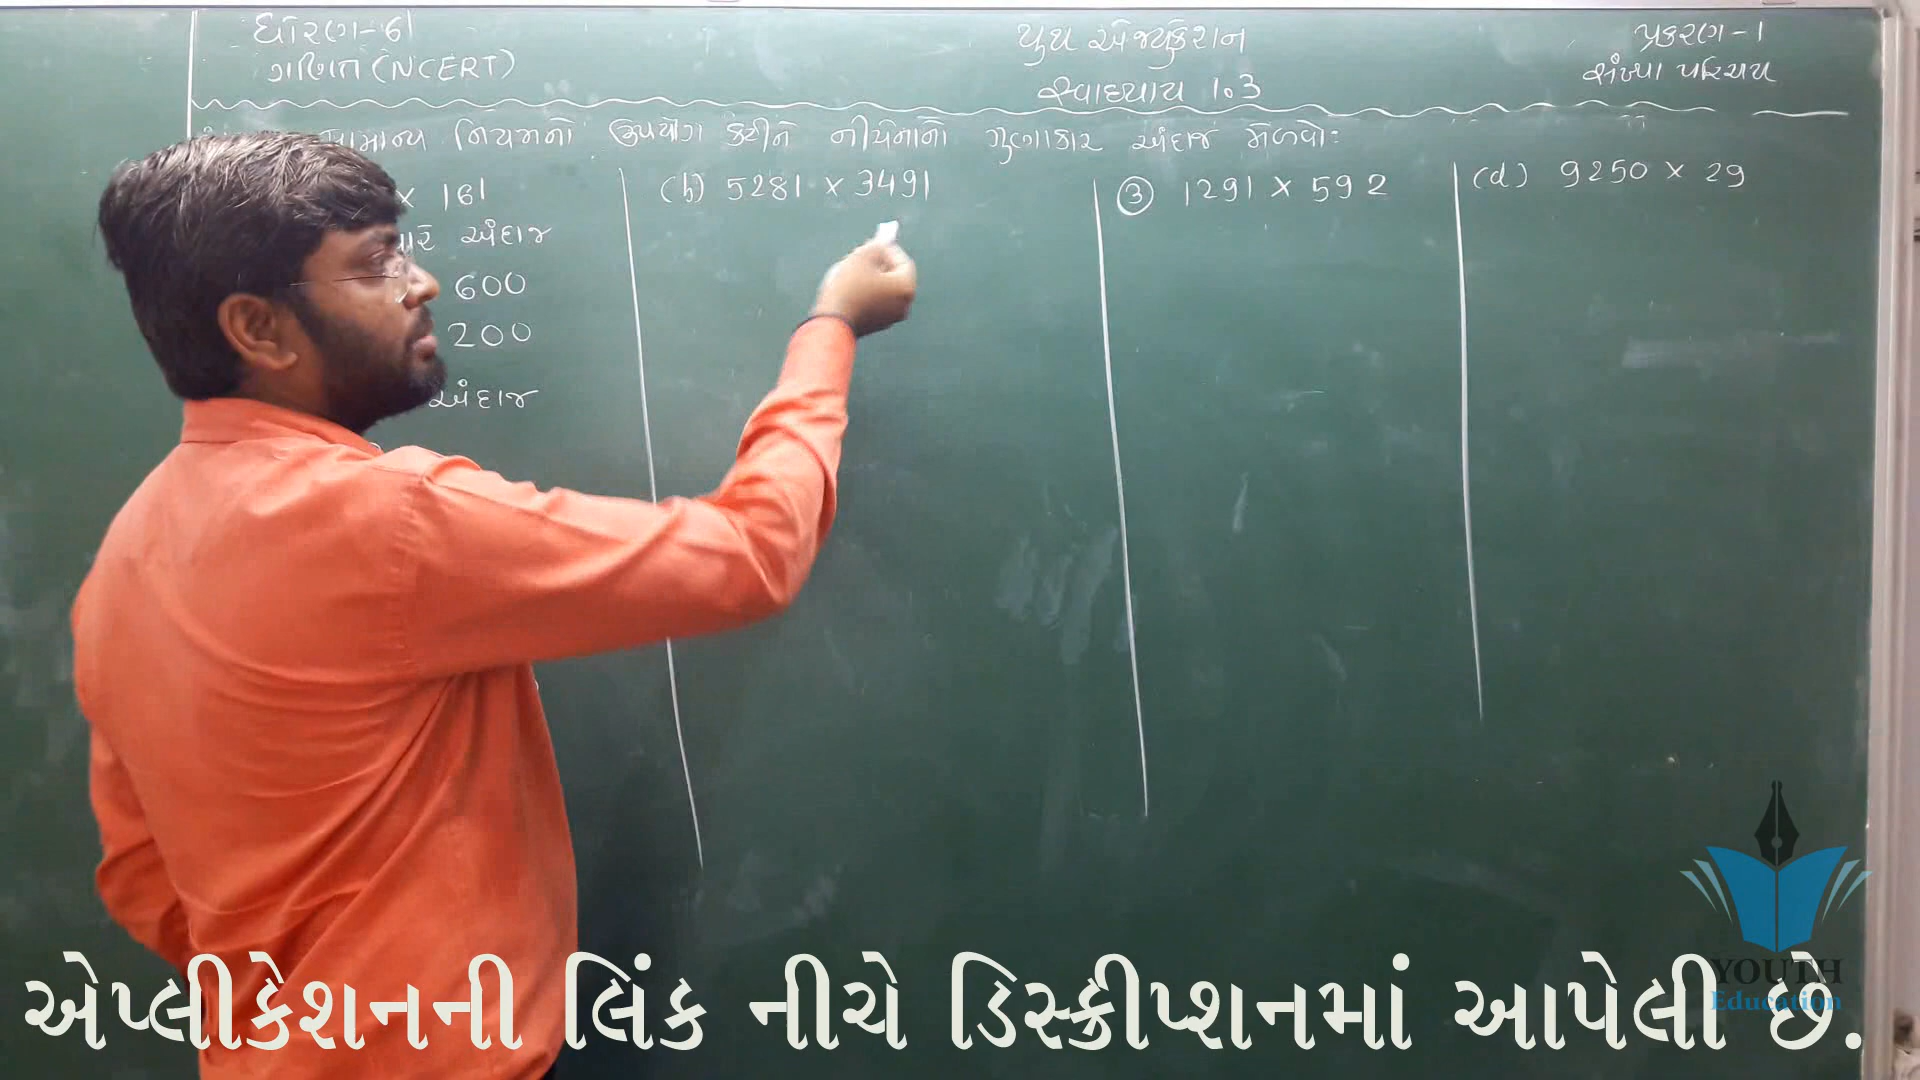 ધોરણ-6
ગણિત (NCERT)
યુથ એજ્યુકેશન
સ્વાધ્યાય 1.3
પ્રકરણ-1
સંખ્યા પરિચય
નિયમનો ઉપયોગ કરીને નીચેનાનો ગુણાકાર અંદાજ મેળવો:
× 161
અંદાજ
600
200
અંદાજ
(b) 5281 × 3491
③ 1291 × 592
(d) 9250 × 29
YOUTH
Education
એપ્લીકેશનની લિંક નીચે ડિસ્ક્રીપ્શનમાં આપેલી છે.